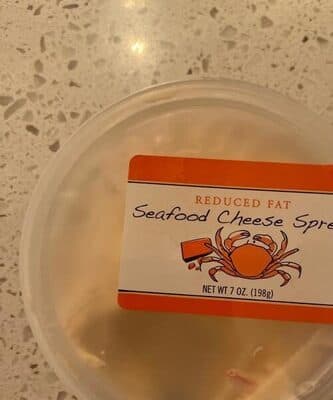 REDUCED FAT
Seafood Cheese Spre
NET WT 7 OZ. (198g)